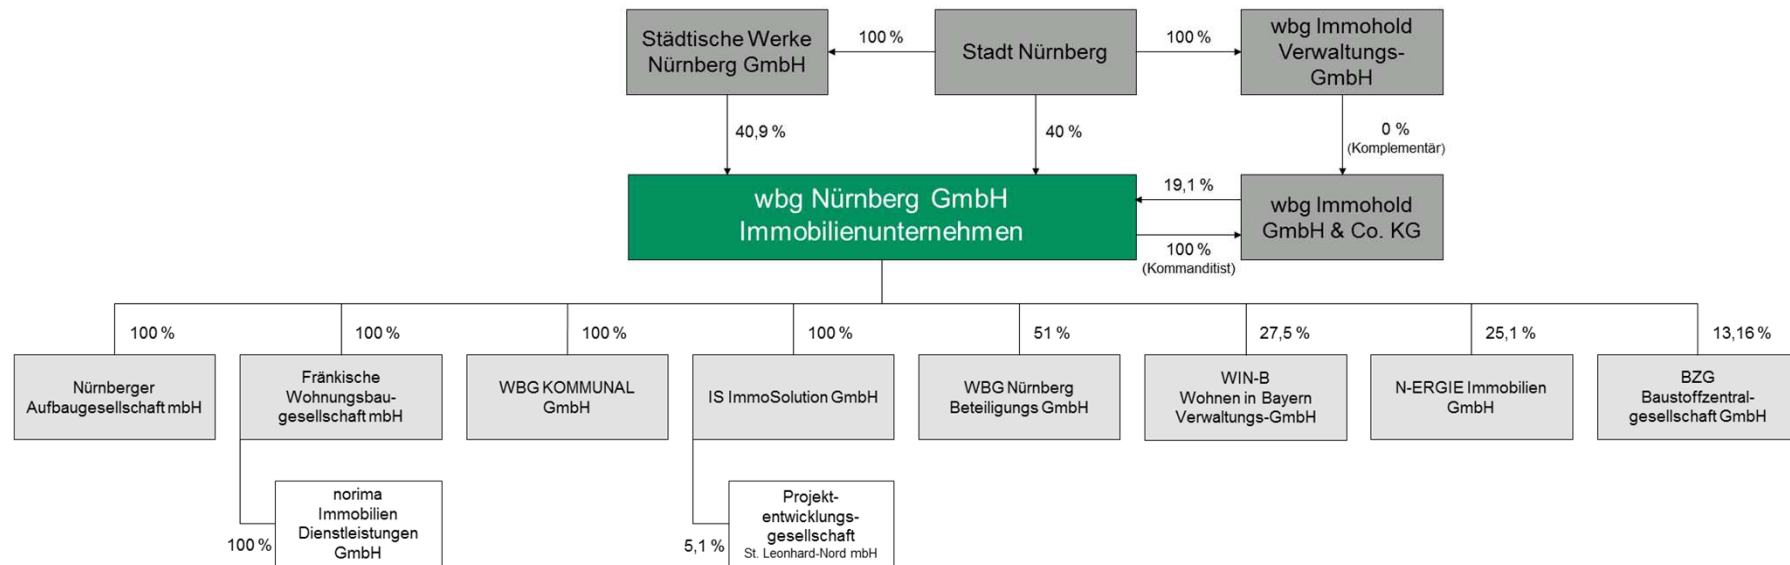 Städtische Werke
Nürnberg GmbH
100 %
Stadt Nürnberg
100 %
wbg Immohold
Verwaltungs-
GmbH
40,9 %
40 %
0 %
(Komplementär)
wbg Nürnberg GmbH
Immobilienunternehmen
19,1 %
100 %
(Kommanditist)
wbg Immohold
GmbH & Co. KG
100 %
100 %
100 %
100 %
51 %
27,5 %
25,1 %
13,16 %
Nürnberger
Aufbaugesellschaft mbH
Fränkische
Wohnungsbau-
gesellschaft mbH
WBG KOMMUNAL
GmbH
IS ImmoSolution GmbH
WBG Nürnberg
Beteiligungs GmbH
WIN-B
Wohnen in Bayern
Verwaltungs-GmbH
N-ERGIE Immobilien
GmbH
BZG
Baustoffzentral-
gesellschaft GmbH
100 %
norima
Immobilien
Dienstleistungen
GmbH
5,1 %
Projekt-
entwicklungs-
gesellschaft
St. Leonhard-Nord mbH